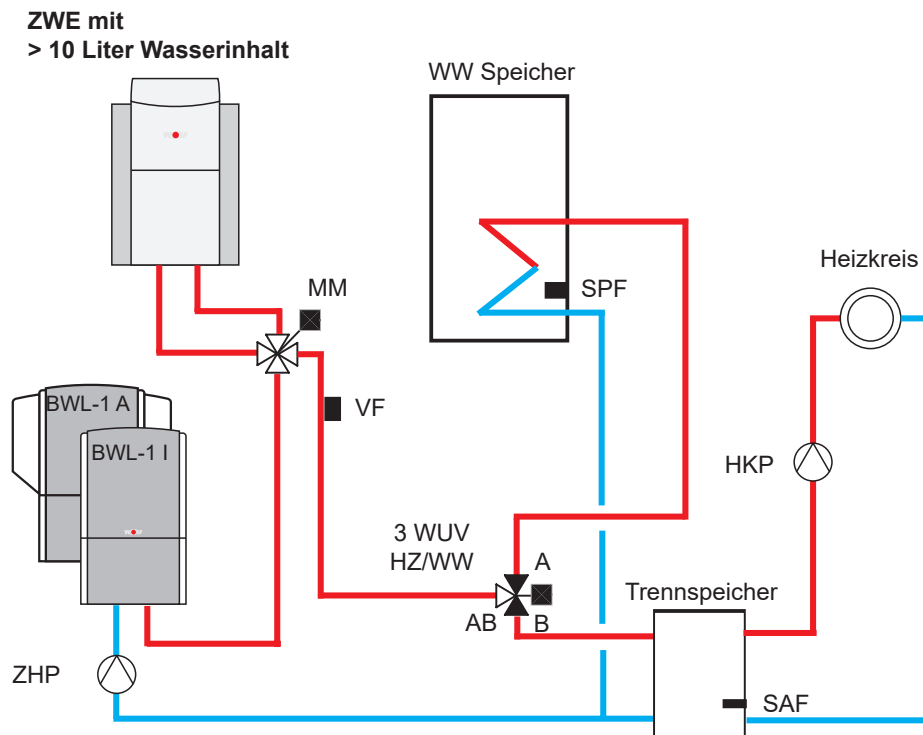 ZWE mit
> 10 Liter Wasserinhalt
WW Speicher
MM
SPF
Heizkreis
VF
BWL-1 A
BWL-1 I
HKP
3 WUV
HZ/WW
A
AB
B
Trennspeicher
ZHP
SAF